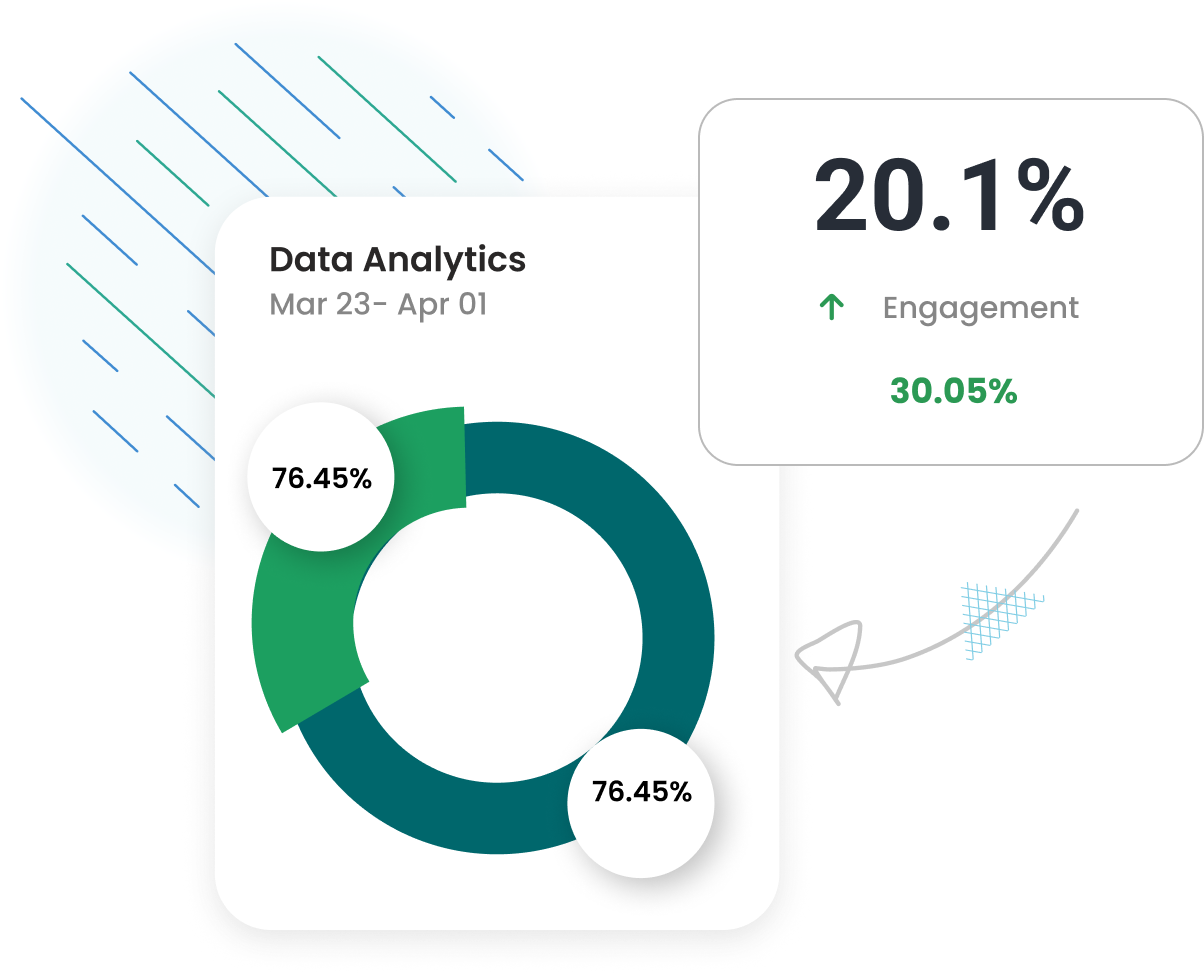 Data Analytics
Mar 23- Apr 01
76.45%
76.45%
20.1%
Engagement
30.05%